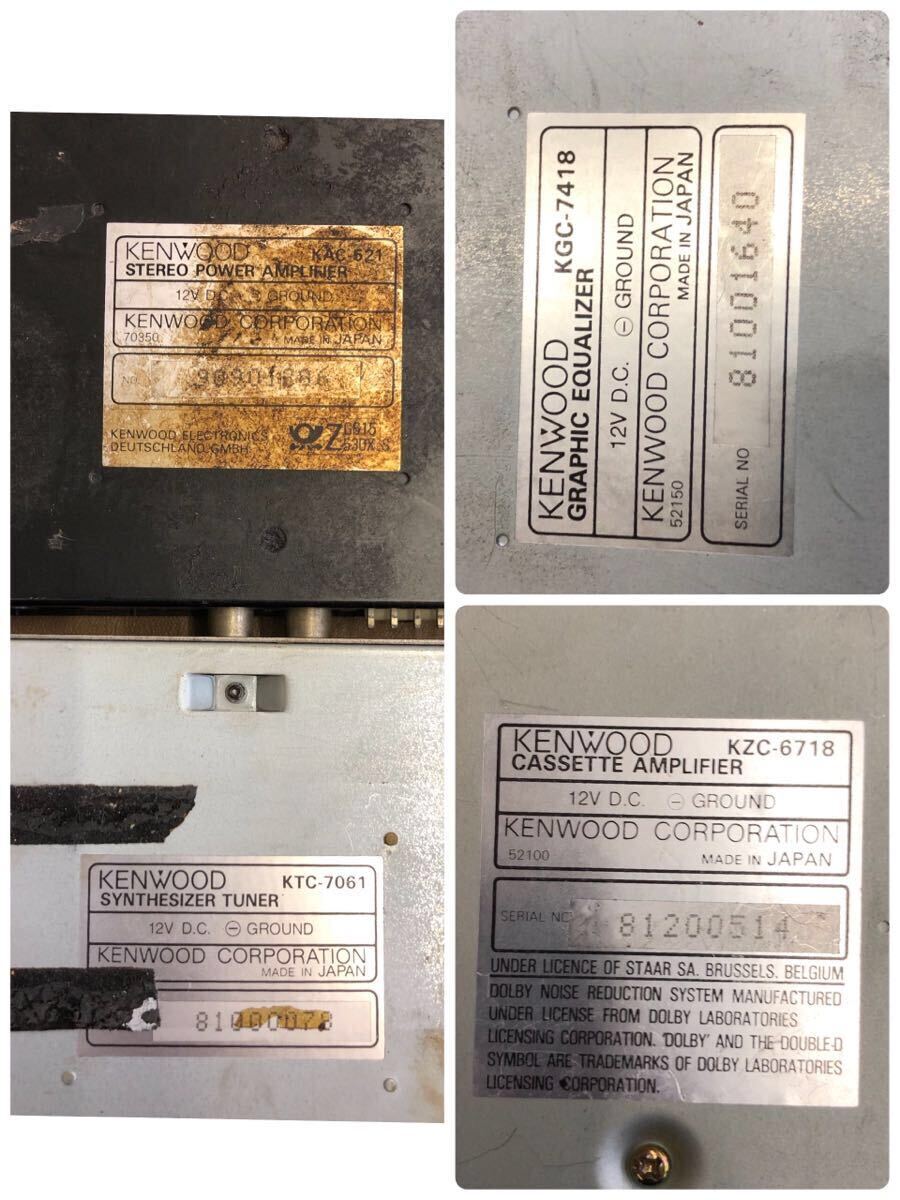 KENWOOD KAC-621
STEREO POWER AMPLIFIER
12V D.C. GROUND
KENWOOD CORPORATION
70350 MADE IN JAPAN
NO.
KENWOOD ELECTRONICS
DEUTSCHLAND GMBH
Z G915
630X
KENWOOD KGC-7418
GRAPHIC EQUALIZER
12V D.C. ⊖ GROUND
KENWOOD CORPORATION
52150 MADE IN JAPAN
SERIAL NO 81001640
KENWOOD KTC-7061
SYNTHESIZER TUNER
12V D.C. ⊖ GROUND
KENWOOD CORPORATION
MADE IN JAPAN
KENWOOD KZC-6718
CASSETTE AMPLIFIER
12V D.C. ⊖ GROUND
KENWOOD CORPORATION
52100 MADE IN JAPAN
SERIAL NO 81200514
UNDER LICENCE OF STAAR SA. BRUSSELS. BELGIUM
DOLBY NOISE REDUCTION SYSTEM MANUFACTURED
UNDER LICENSE FROM DOLBY LABORATORIES
LICENSING CORPORATION. 'DOLBY' AND THE DOUBLE-D
SYMBOL ARE TRADEMARKS OF DOLBY LABORATORIES
LICENSING CORPORATION.